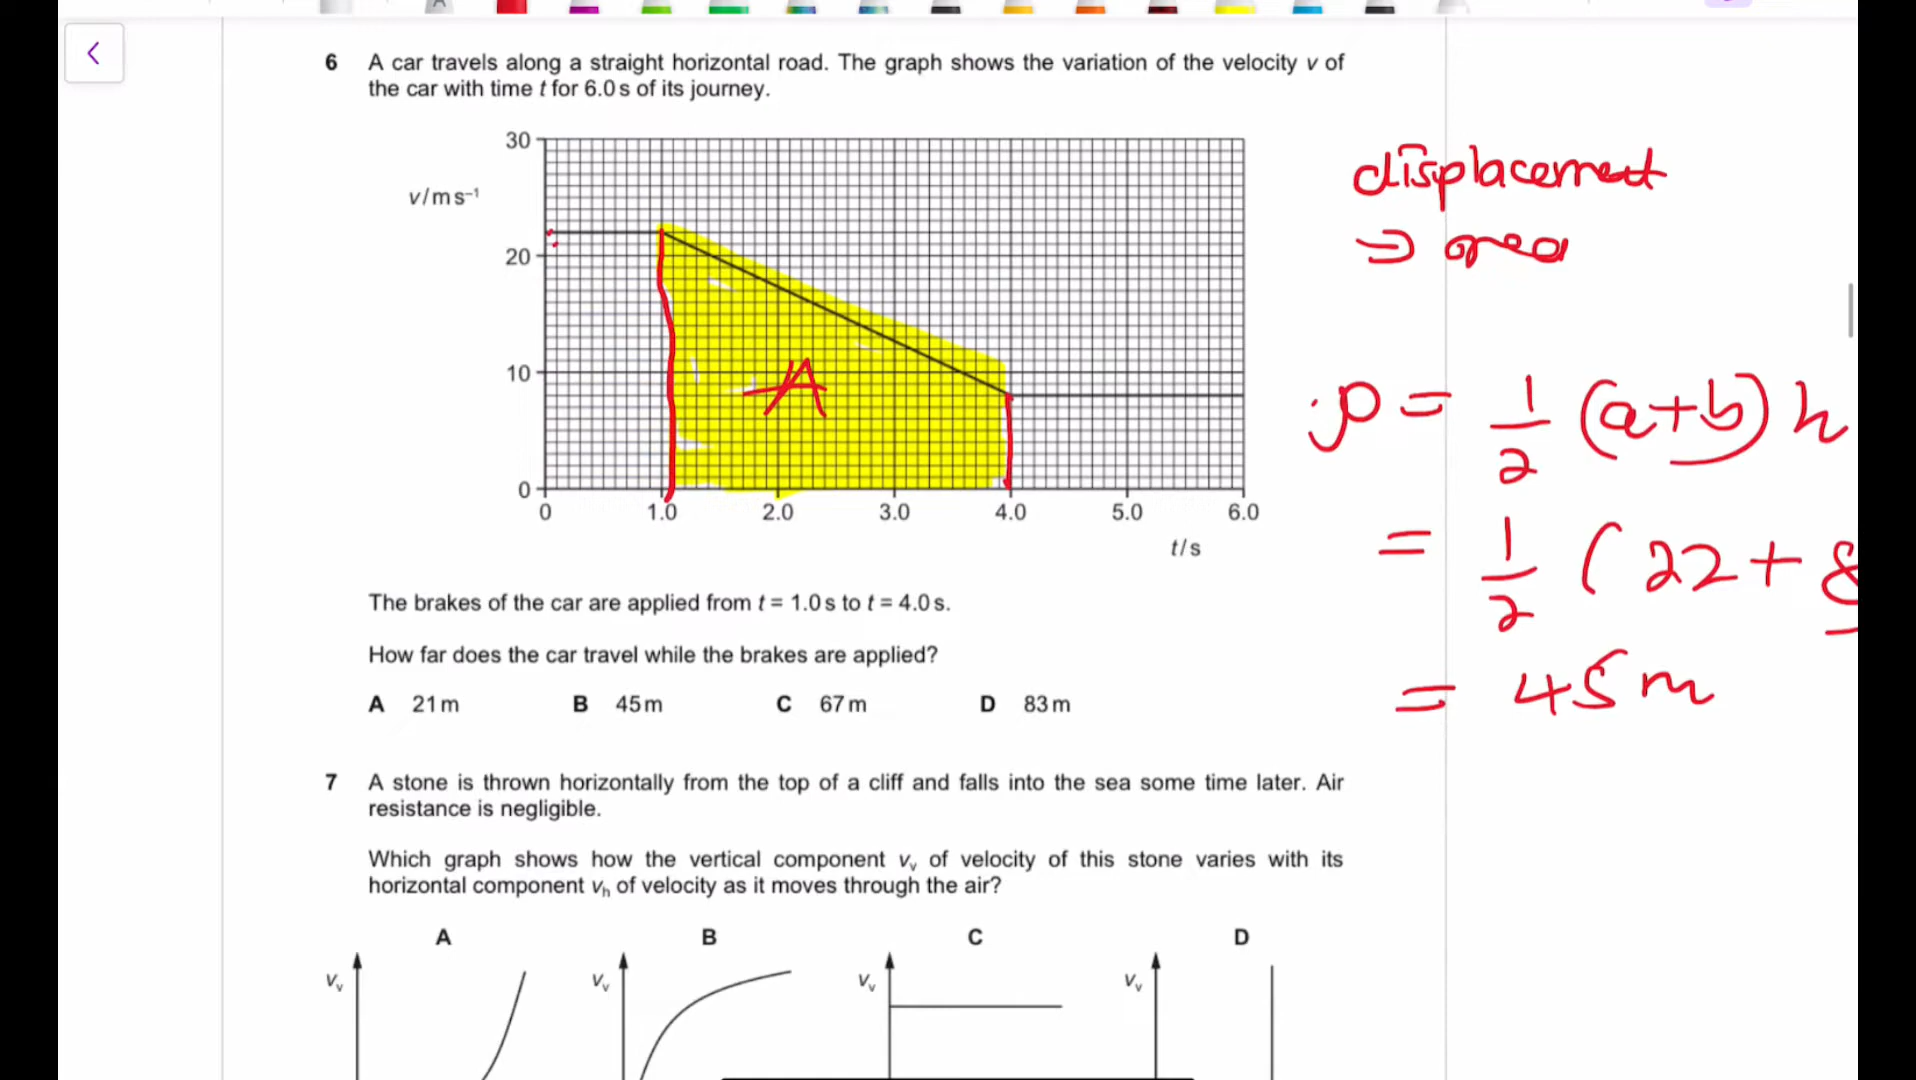 6 A car travels along a straight horizontal road. The graph shows the variation of the velocity v of
the car with time t for 6.0 s of its journey.
30
v/m s⁻¹
20
10
0
A
0 1.0 2.0 3.0 4.0 5.0 6.0
t/s
displacement
⇒ area
= 1/2 (a+b) h
= 1/2 ( 22 + 8
= 45 m
The brakes of the car are applied from t = 1.0 s to t = 4.0 s.
How far does the car travel while the brakes are applied?
A 21 m B 45 m C 67 m D 83 m
7 A stone is thrown horizontally from the top of a cliff and falls into the sea some time later. Air
resistance is negligible.
Which graph shows how the vertical component vᵥ of velocity of this stone varies with its
horizontal component vₕ of velocity as it moves through the air?
A B C D
vᵥ vᵥ vᵥ vᵥ